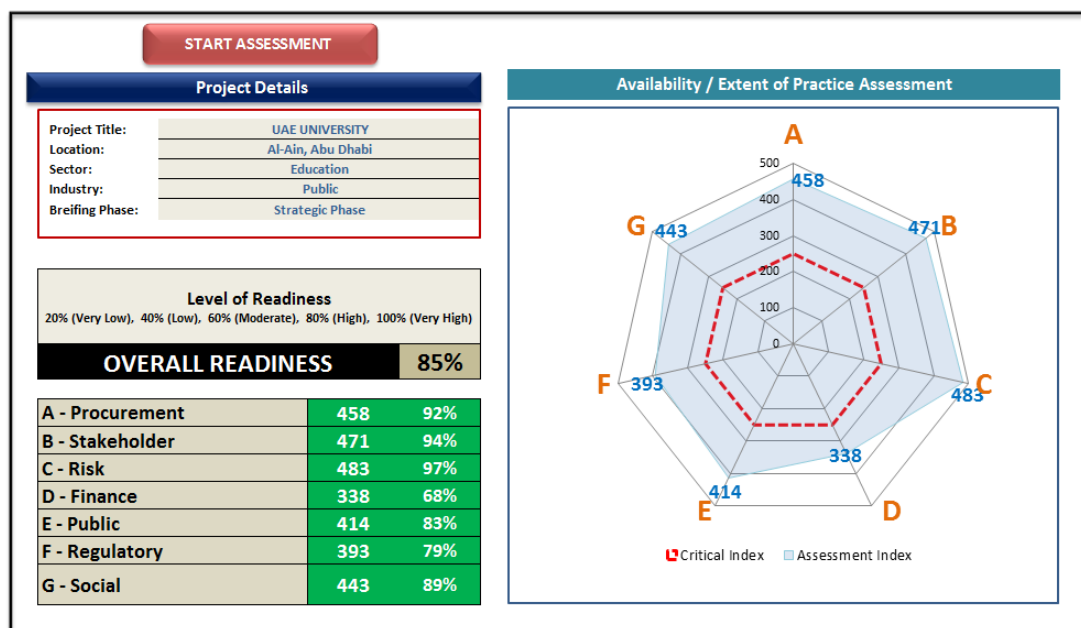 START ASSESSMENT
Project Details
Project Title: UAE UNIVERSITY
Location: Al-Ain, Abu Dhabi
Sector: Education
Industry: Public
Breifing Phase: Strategic Phase
Level of Readiness
20% (Very Low), 40% (Low), 60% (Moderate), 80% (High), 100% (Very High)
OVERALL READINESS 85%
A - Procurement 458 92%
B - Stakeholder 471 94%
C - Risk 483 97%
D - Finance 338 68%
E - Public 414 83%
F - Regulatory 393 79%
G - Social 443 89%
Availability / Extent of Practice Assessment
A
500
458
400
G
443
471
B
300
200
100
0
F
393
C
483
338
414
E
D
Critical Index Assessment Index